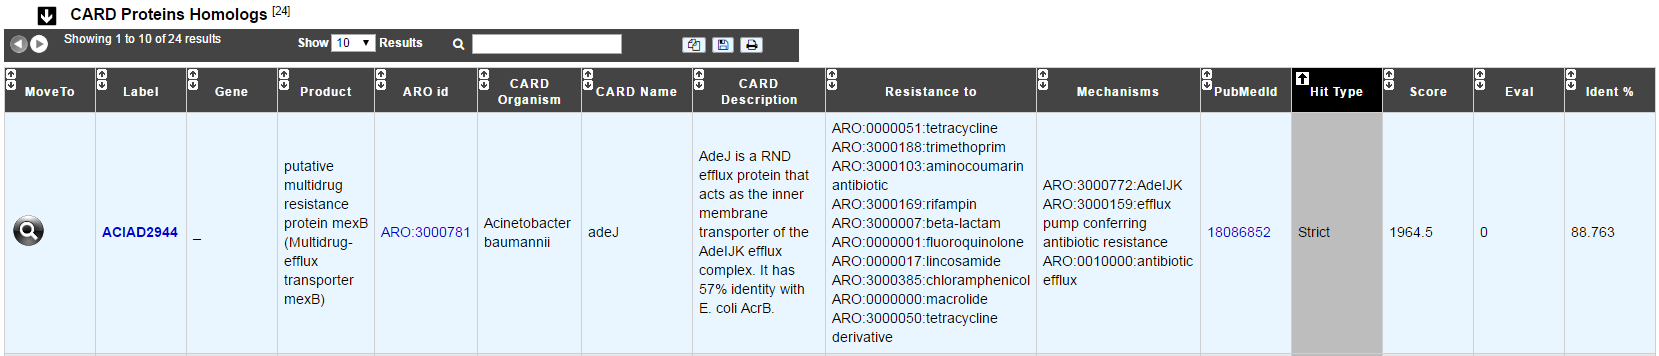 CARD Proteins Homologs [24]
Showing 1 to 10 of 24 results
Show 10 Results
MoveTo
Label
Gene
Product
ARO id
CARD
Organism
CARD Name
CARD
Description
Resistance to
Mechanisms
PubMedId
Hit Type
Score
Eval
Ident %
ACIAD2944
_
putative
multidrug
resistance
protein mexB
(Multidrug-
efflux
transporter
mexB)
ARO:3000781
Acinetobacter
baumannii
adeJ
AdeJ is a RND
efflux protein that
acts as the inner
membrane
transporter of the
AdeIJK efflux
complex. It has
57% identity with
E. coli AcrB.
ARO:0000051:tetracycline
ARO:3000188:trimethoprim
ARO:3000103:aminocoumarin
antibiotic
ARO:3000169:rifampin
ARO:3000007:beta-lactam
ARO:0000001:fluoroquinolone
ARO:0000017:lincosamide
ARO:3000385:chloramphenicol
ARO:0000000:macrolide
ARO:3000050:tetracycline
derivative
ARO:3000772:AdeIJK
ARO:3000159:efflux
pump conferring
antibiotic resistance
ARO:0010000:antibiotic
efflux
18086852
Strict
1964.5
0
88.763